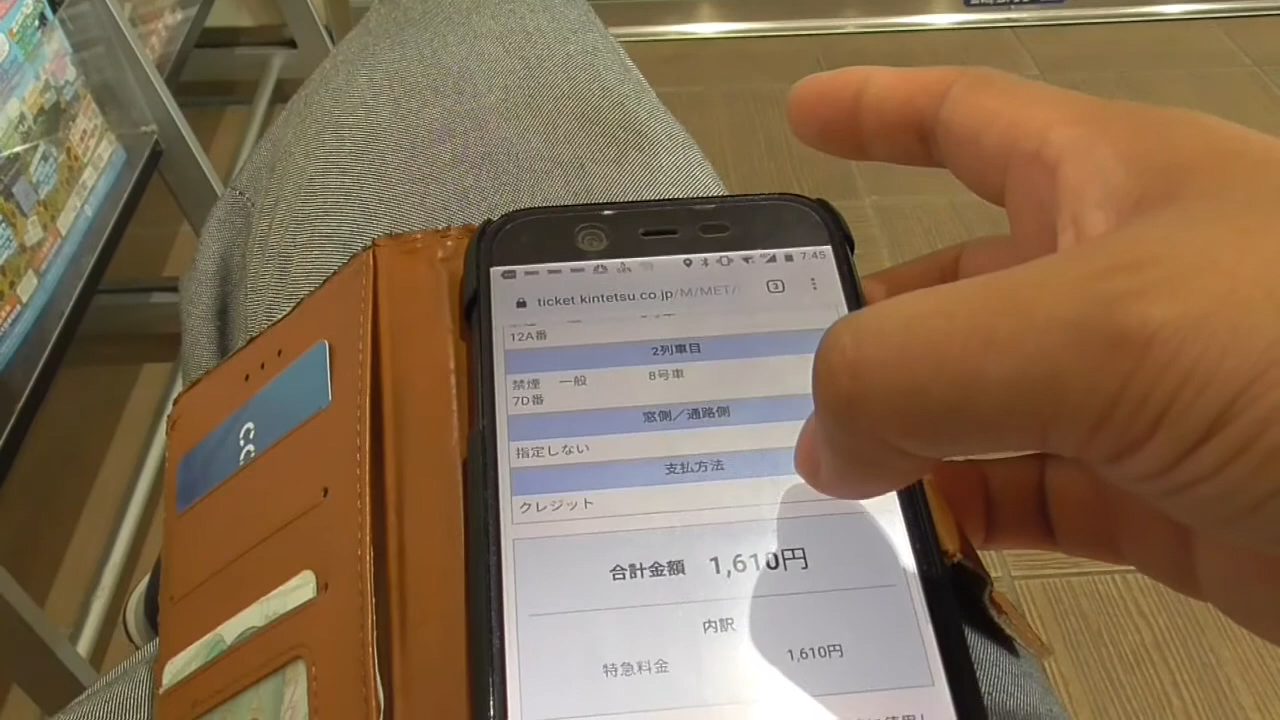 7:45
ticket.kintetsu.co.jp/M/MET/
3
12A番
2列車目
禁煙 一般 8号車
7D番
窓側/通路側
指定しない
支払方法
クレジット
合計金額 1,610円
内訳
特急料金 1,610円